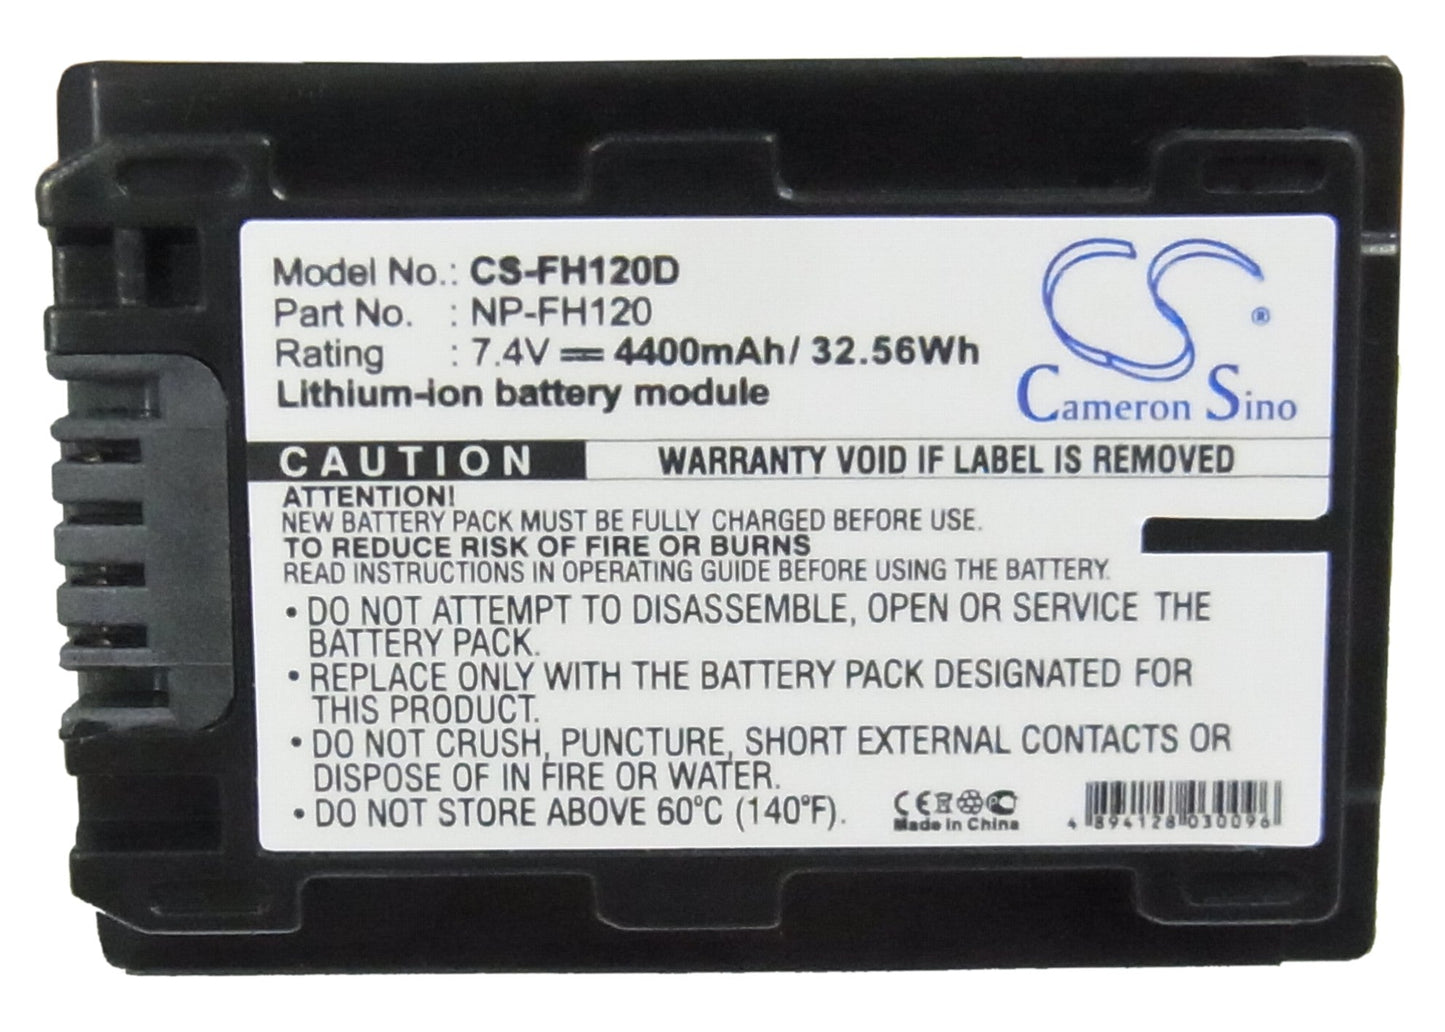 Model No.: CS-FH120D
Part No. : NP-FH120
Rating : 7.4V ⎓ 4400mAh/ 32.56Wh
Lithium-ion battery module
CS ®
Cameron Sino
CAUTION WARRANTY VOID IF LABEL IS REMOVED
ATTENTION!
NEW BATTERY PACK MUST BE FULLY CHARGED BEFORE USE.
TO REDUCE RISK OF FIRE OR BURNS
READ INSTRUCTIONS IN OPERATING GUIDE BEFORE USING THE BATTERY.
• DO NOT ATTEMPT TO DISASSEMBLE, OPEN OR SERVICE THE
BATTERY PACK.
• REPLACE ONLY WITH THE BATTERY PACK DESIGNATED FOR
THIS PRODUCT.
• DO NOT CRUSH, PUNCTURE, SHORT EXTERNAL CONTACTS OR
DISPOSE OF IN FIRE OR WATER.
• DO NOT STORE ABOVE 60°C (140°F).
CE
Made in China
4 894128 030096